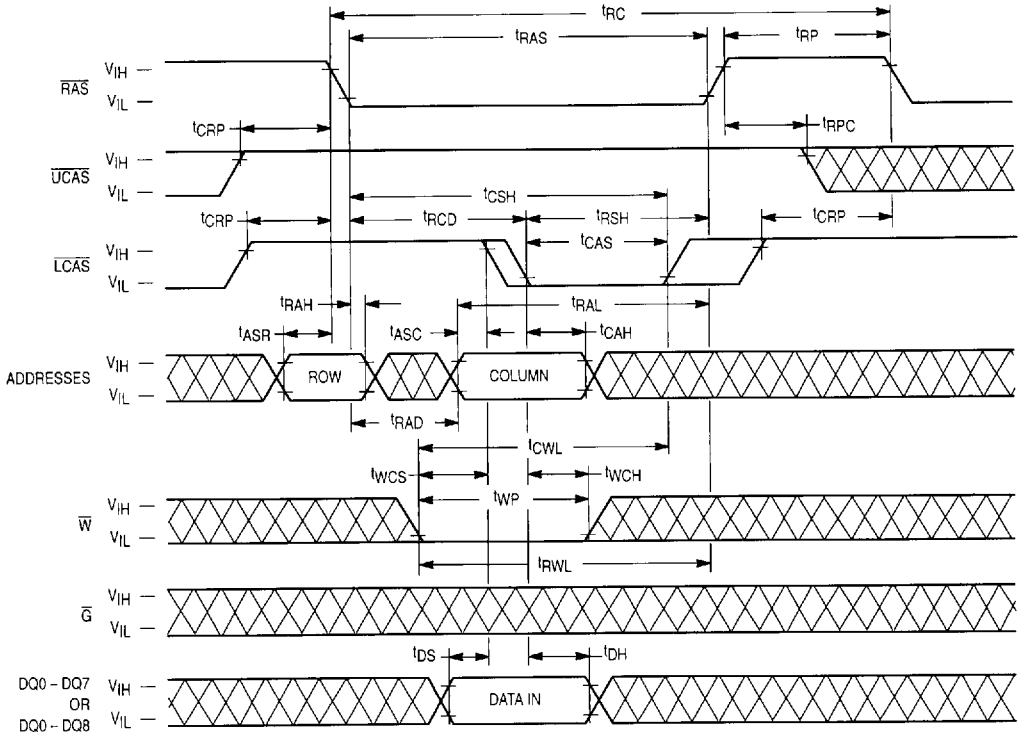 tRC
tRAS
tRP
RAS
VIH
VIL
tCRP
tRPC
UCAS
VIH
VIL
tCSH
tCRP
tRCD
tRSH
tCRP
LCAS
VIH
VIL
tCAS
tRAH
tRAL
tASR
tASC
tCAH
ADDRESSES
VIH
VIL
ROW
COLUMN
tRAD
tCWL
tWCS
tWCH
tWP
W
VIH
VIL
tRWL
G
VIH
VIL
tDS
tDH
DQ0 – DQ7
OR
DQ0 – DQ8
VIH
VIL
DATA IN